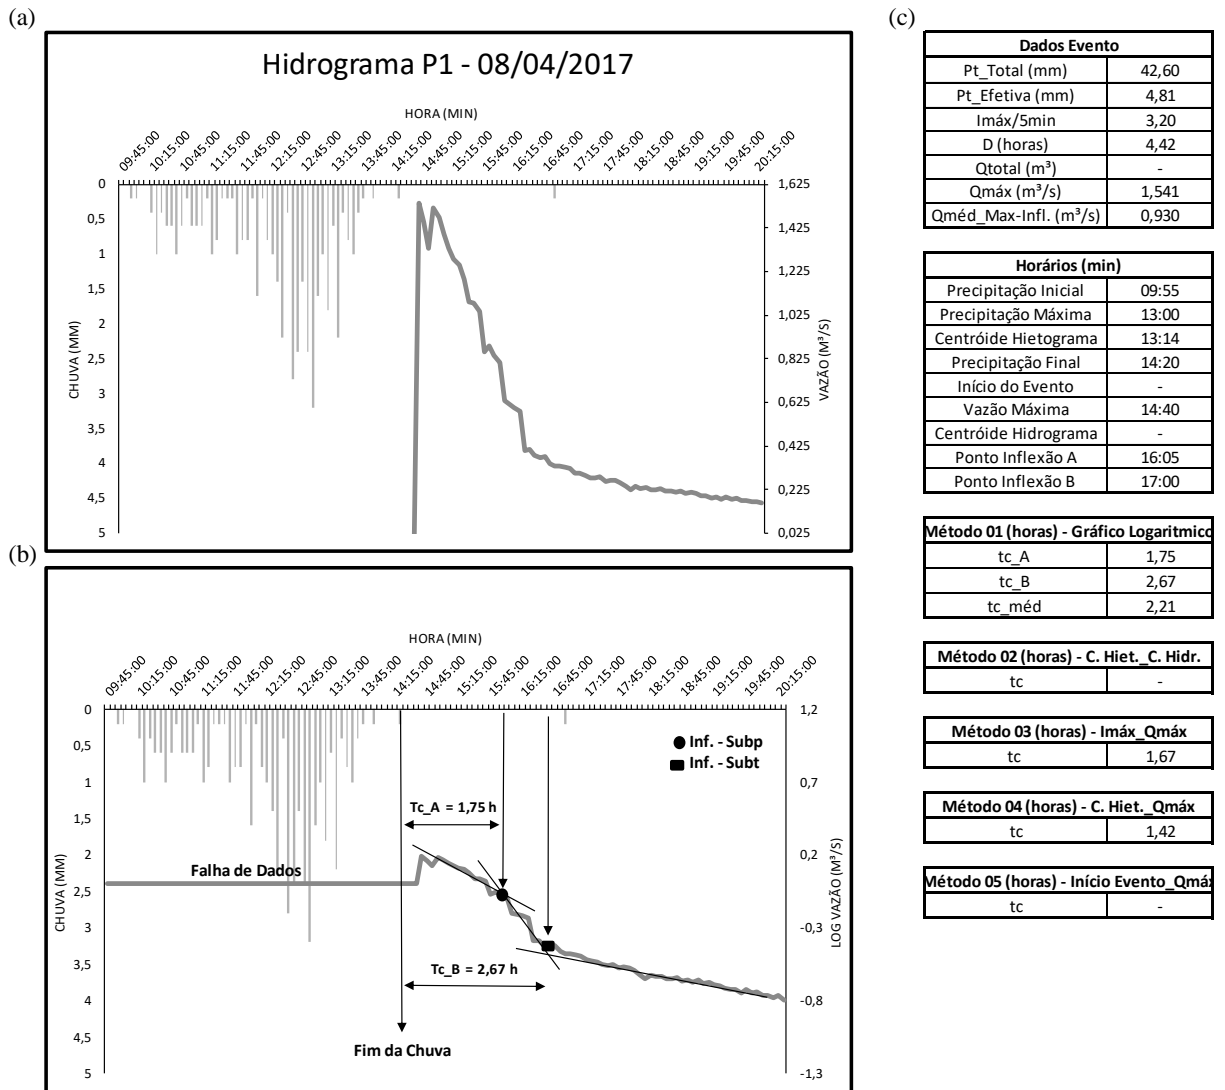 (a)
Hidrograma P1 - 08/04/2017
HORA (MIN)
09:45:00 10:15:00 10:45:00 11:15:00 11:45:00 12:15:00 12:45:00 13:15:00 13:45:00 14:15:00 14:45:00 15:15:00 15:45:00 16:15:00 16:45:00 17:15:00 17:45:00 18:15:00 18:45:00 19:15:00 19:45:00 20:15:00
CHUVA (MM)
0
0,5
1
1,5
2
2,5
3
3,5
4
4,5
5
1,625
1,425
1,225
1,025
0,825
0,625
0,425
0,225
0,025
VAZÃO (M³/S)
(b)
HORA (MIN)
09:45:00 10:15:00 10:45:00 11:15:00 11:45:00 12:15:00 12:45:00 13:15:00 13:45:00 14:15:00 14:45:00 15:15:00 15:45:00 16:15:00 16:45:00 17:15:00 17:45:00 18:15:00 18:45:00 19:15:00 19:45:00 20:15:00
CHUVA (MM)
0
0,5
1
1,5
2
2,5
3
3,5
4
4,5
5
Inf. - Subp
Inf. - Subt
Tc_A = 1,75 h
Falha de Dados
Tc_B = 2,67 h
Fim da Chuva
1,2
0,7
0,2
-0,3
-0,8
-1,3
LOG VAZÃO (M³/S)
(c)
Dados Evento
Pt_Total (mm) 42,60
Pt_Efetiva (mm) 4,81
Imáx/5min 3,20
D (horas) 4,42
Qtotal (m³) -
Qmáx (m³/s) 1,541
Qméd_Max-Infl. (m³/s) 0,930
Horários (min)
Precipitação Inicial 09:55
Precipitação Máxima 13:00
Centróide Hietograma 13:14
Precipitação Final 14:20
Início do Evento -
Vazão Máxima 14:40
Centróide Hidrograma -
Ponto Inflexão A 16:05
Ponto Inflexão B 17:00
Método 01 (horas) - Gráfico Logaritmico
tc_A 1,75
tc_B 2,67
tc_méd 2,21
Método 02 (horas) - C. Hiet._C. Hidr.
tc -
Método 03 (horas) - Imáx_Qmáx
tc 1,67
Método 04 (horas) - C. Hiet._Qmáx
tc 1,42
Método 05 (horas) - Início Evento_Qmáx
tc -